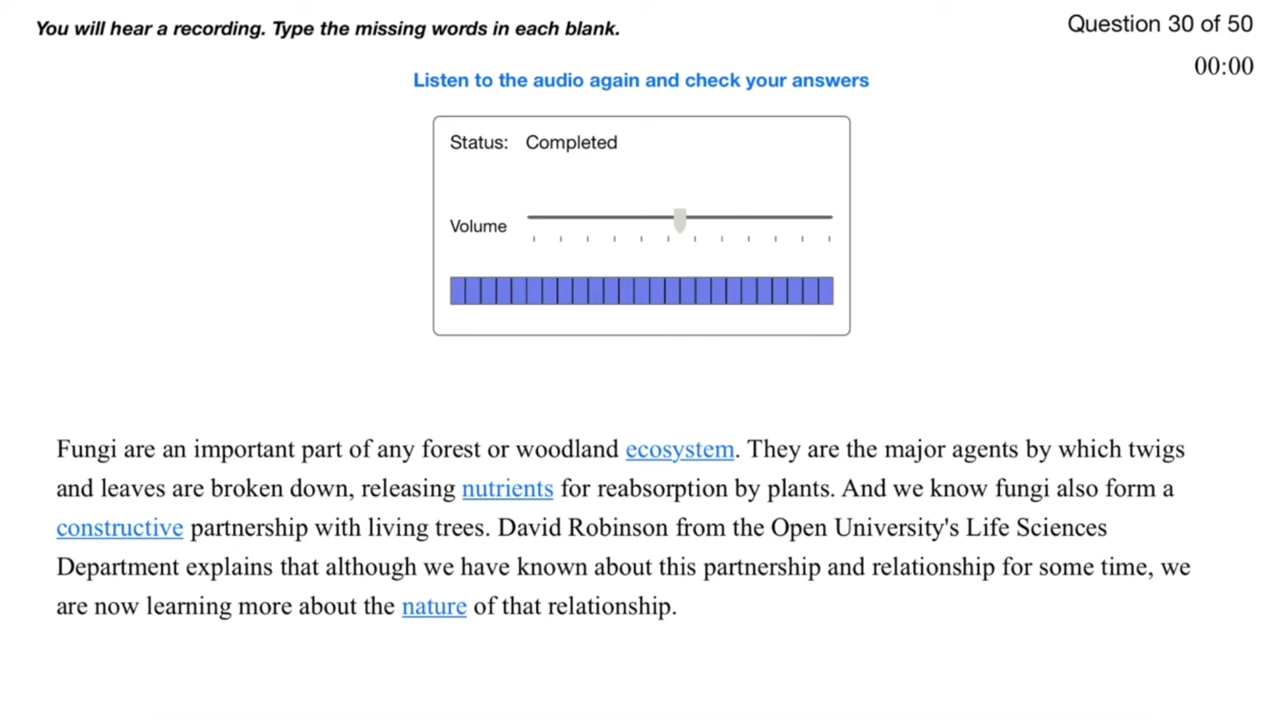 You will hear a recording. Type the missing words in each blank.
Question 30 of 50
00:00
Listen to the audio again and check your answers
Status: Completed
Volume
Fungi are an important part of any forest or woodland ecosystem. They are the major agents by which twigs
and leaves are broken down, releasing nutrients for reabsorption by plants. And we know fungi also form a
constructive partnership with living trees. David Robinson from the Open University's Life Sciences
Department explains that although we have known about this partnership and relationship for some time, we
are now learning more about the nature of that relationship.